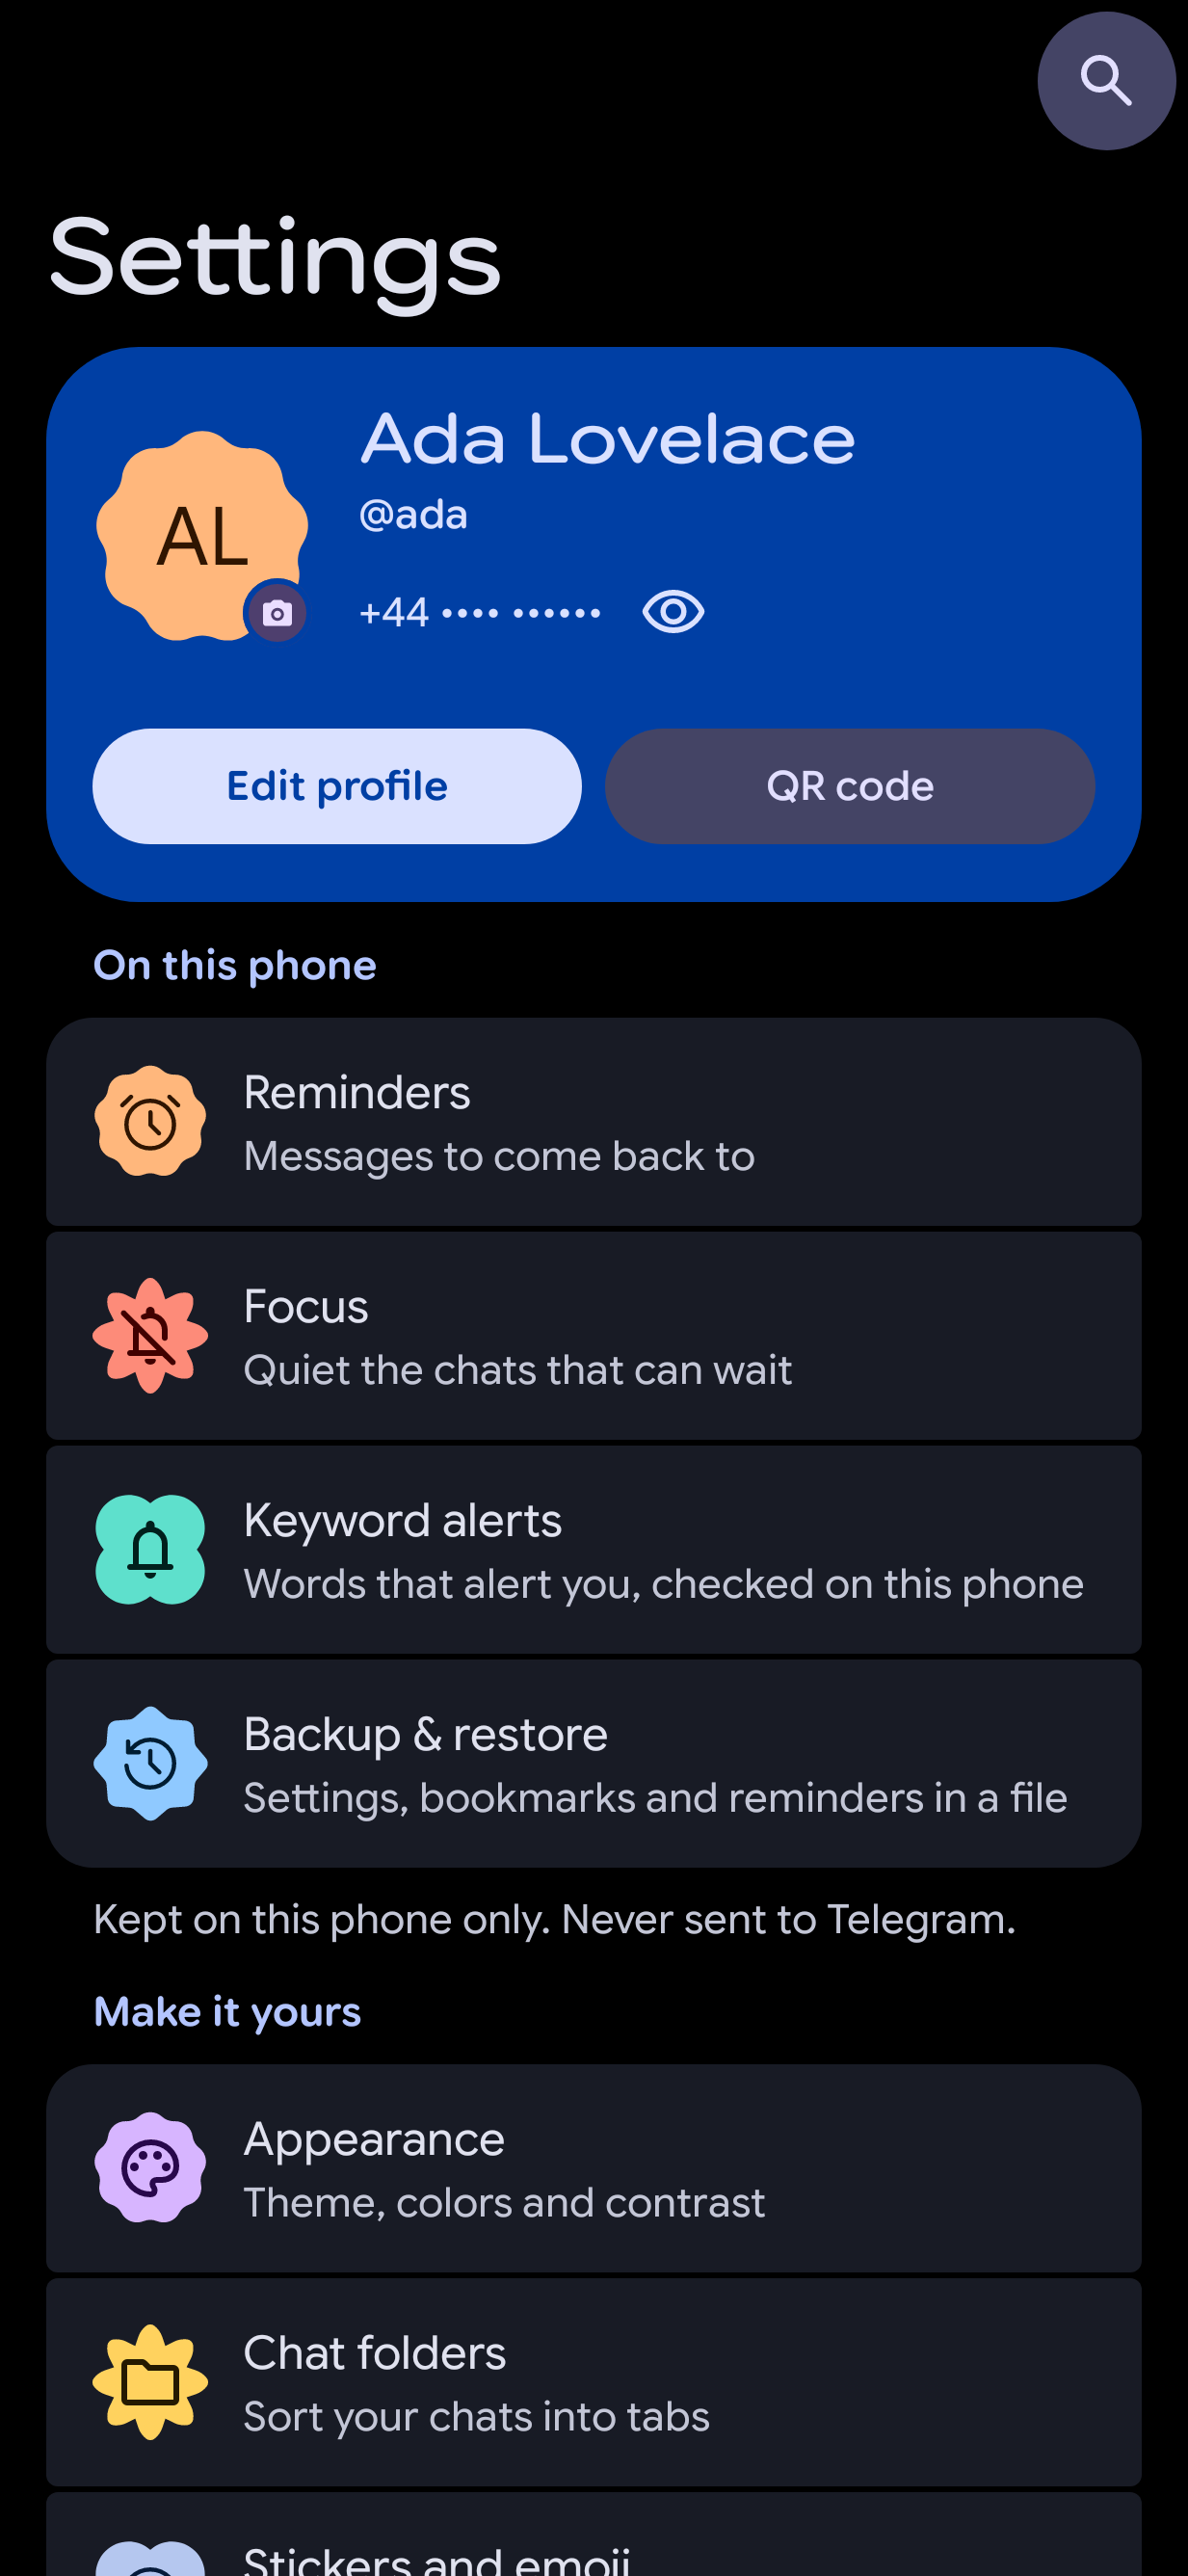 Settings
Ada Lovelace
AL
@ada
+44 •••• ••••••
Edit profile
QR code
On this phone
Reminders
Messages to come back to
Focus
Quiet the chats that can wait
Keyword alerts
Words that alert you, checked on this phone
Backup & restore
Settings, bookmarks and reminders in a file
Kept on this phone only. Never sent to Telegram.
Make it yours
Appearance
Theme, colors and contrast
Chat folders
Sort your chats into tabs
Stickers and emoji